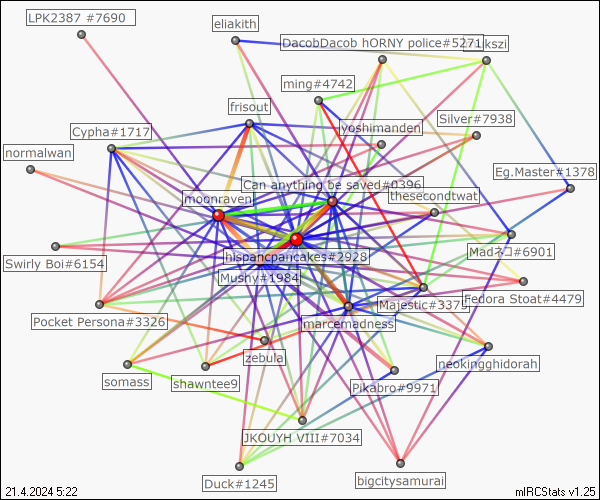 LPK2387 #7690
eliakith
DacobDacob hORNY police#5271
kszi
ming#4742
frisout
Silver#7938
Cypha#1717
yoshimanden
normalwan
Eg.Master#1378
Can anything be saved#0396
thesecondtwat
moonraven
Madネコ#6901
hispancpancakes#2928
Swirly Boi#6154
Mushy#1984
Fedora Stoat#4479
Majestic#3375
Pocket Persona#3326
marcemadness
zebulaj
neokingghidorah
somass
shawntee9
Pikabro#9971
JKOUYH VIII#7034
Duck#1245
bigcitysamurai
21.4.2024 5:22
mIRCStats v1.25